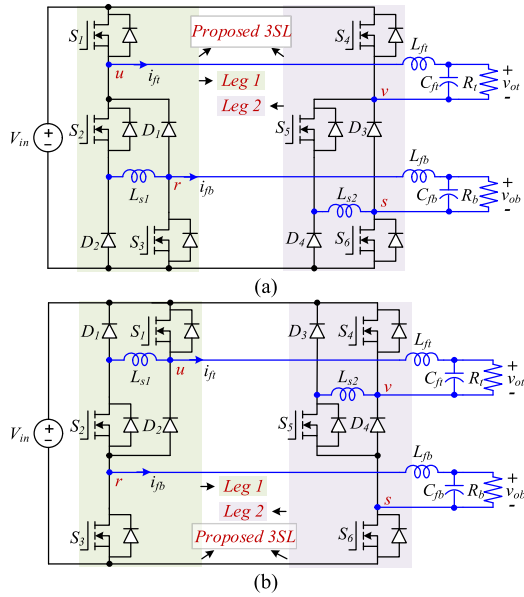 S1 Proposed 3SL S4 Lft
u ift Leg 1 Cft Rt + vot -
Leg 2 v
Vin + - S2 D1 S5 D3
Lfb
Ls1 r ifb Ls2 s Cfb Rb + vob -
D2 S3 D4 S6
(a)
D1 S1 D3 S4 Lft
Ls1 u ift Ls2 v Cft Rt + vot -
Vin + - S2 D2 S5 D4
Lfb
r ifb Leg 1 Cfb Rb + vob -
Leg 2 s
S3 Proposed 3SL S6
(b)